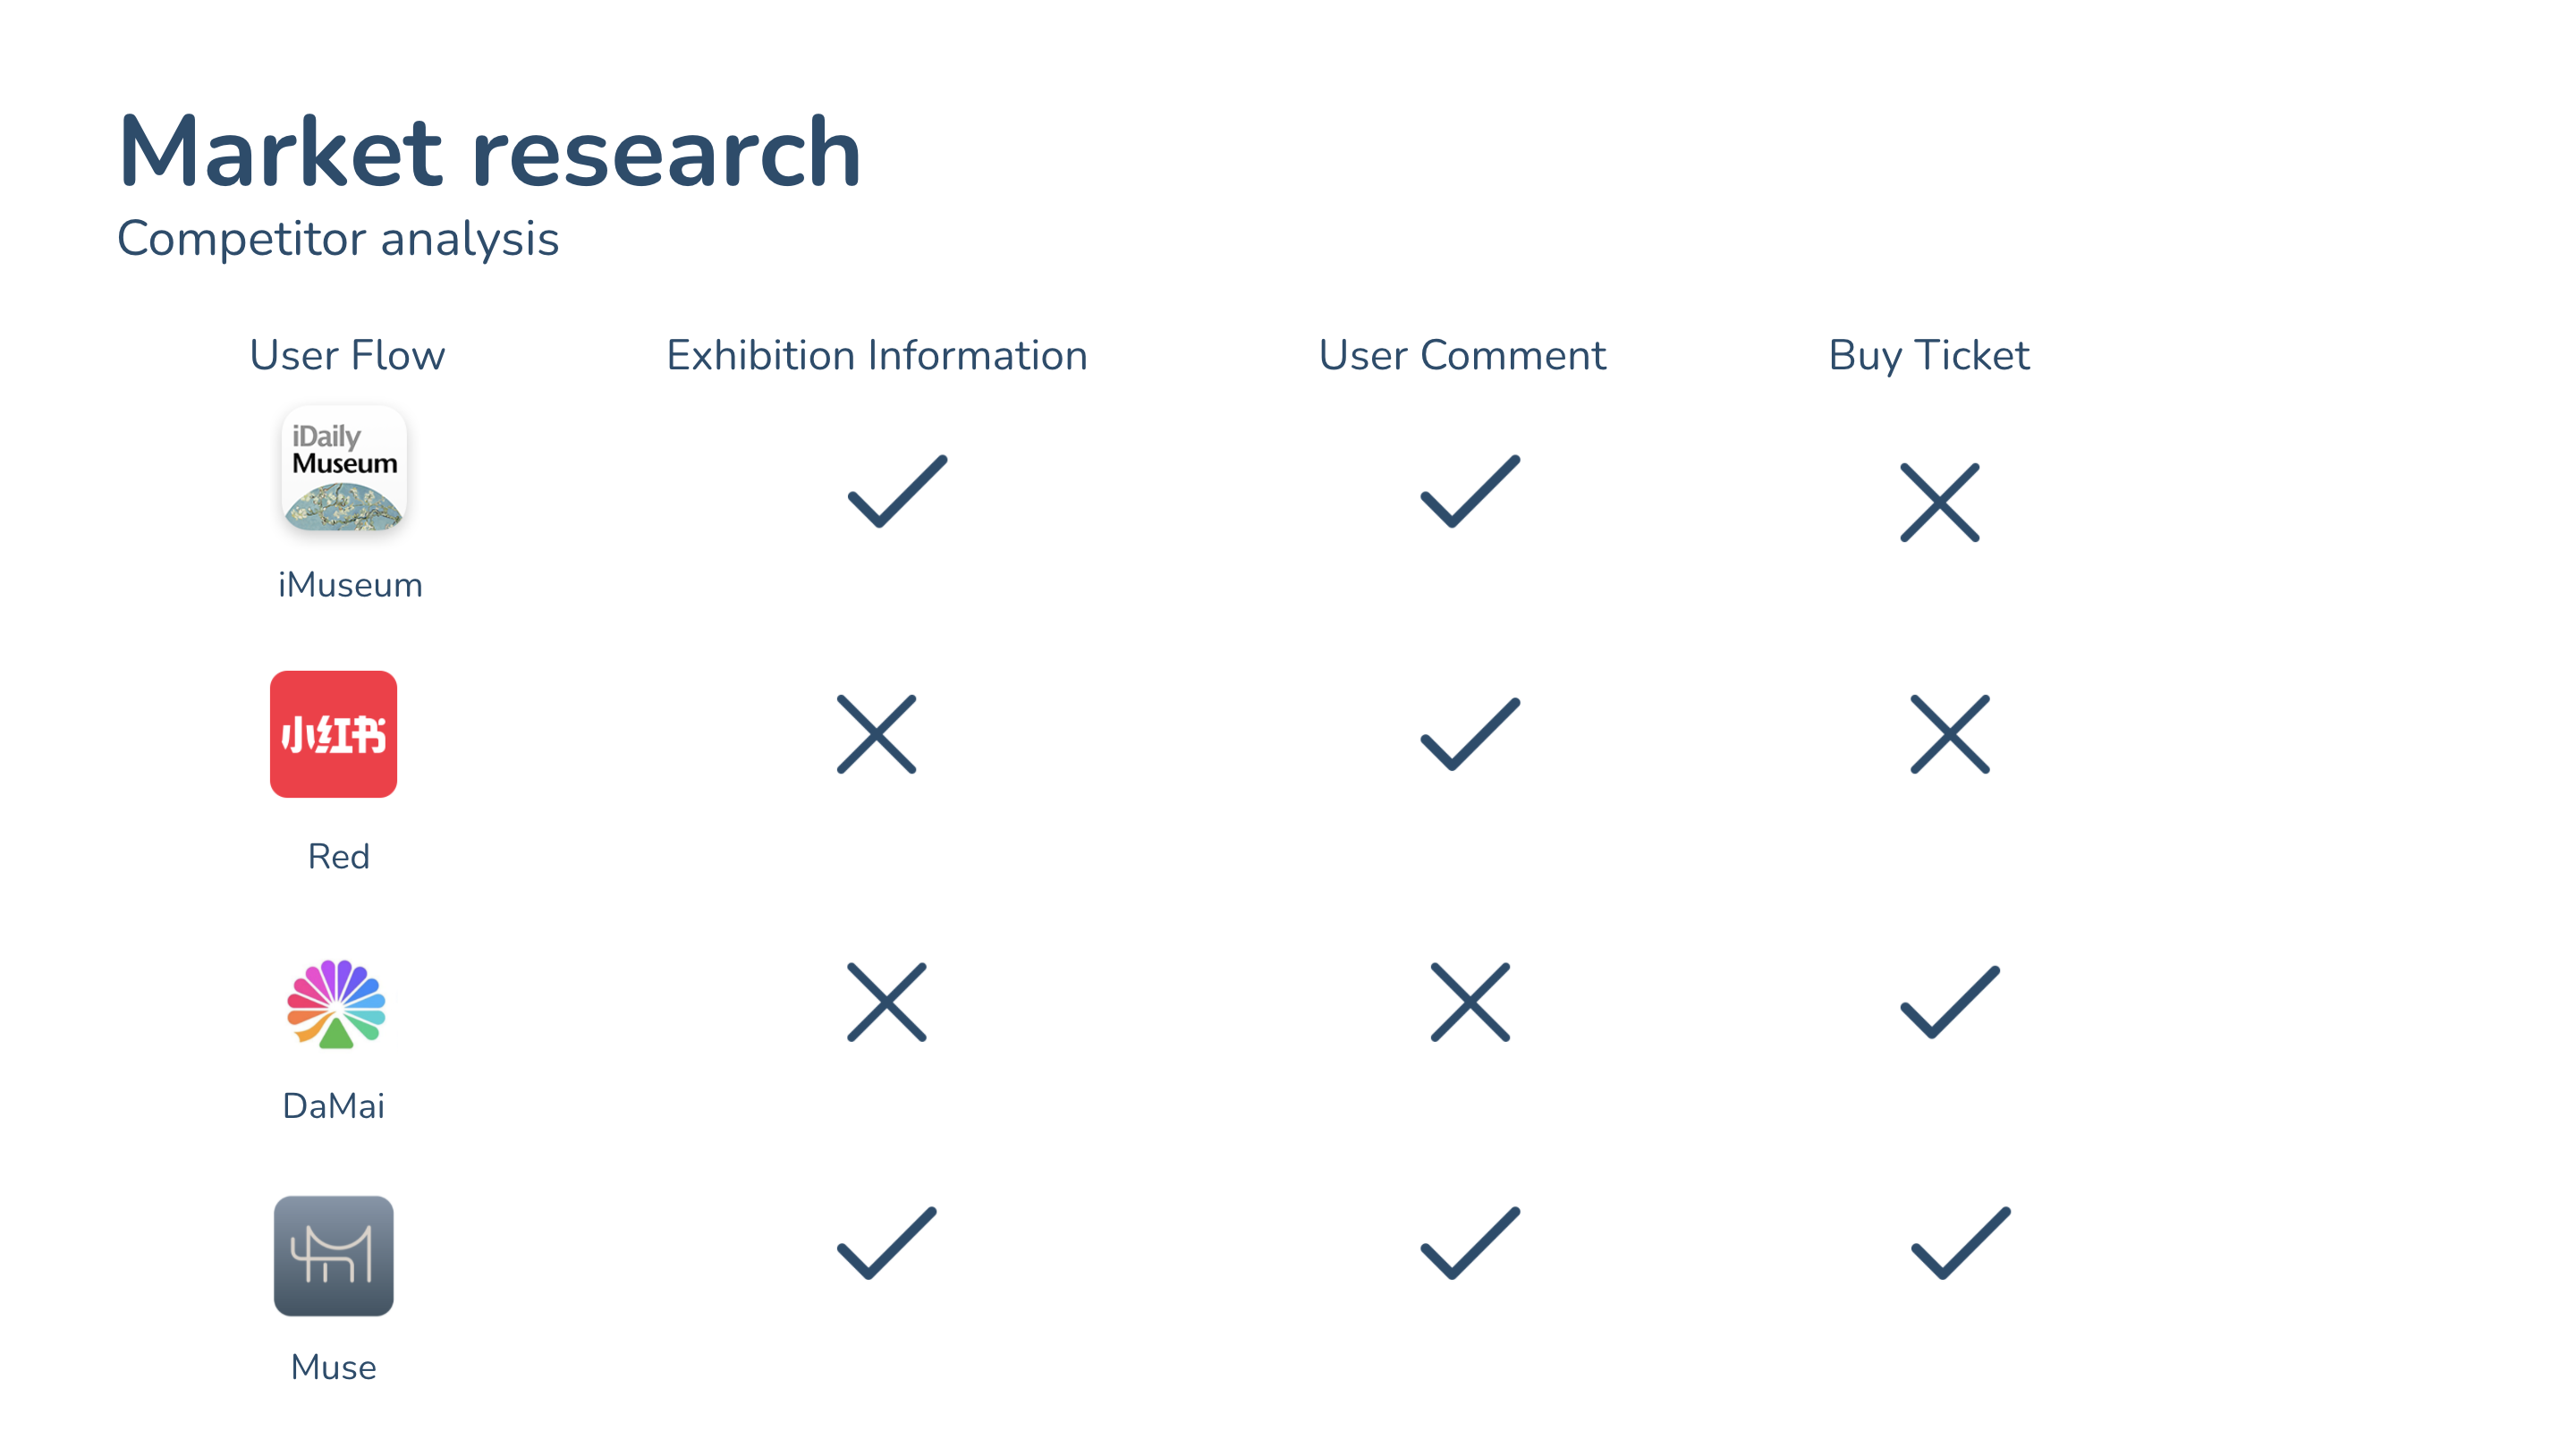 Market research
Competitor analysis
User Flow Exhibition Information User Comment Buy Ticket
iDaily
Museum
iMuseum
小红书
Red
DaMai
Muse